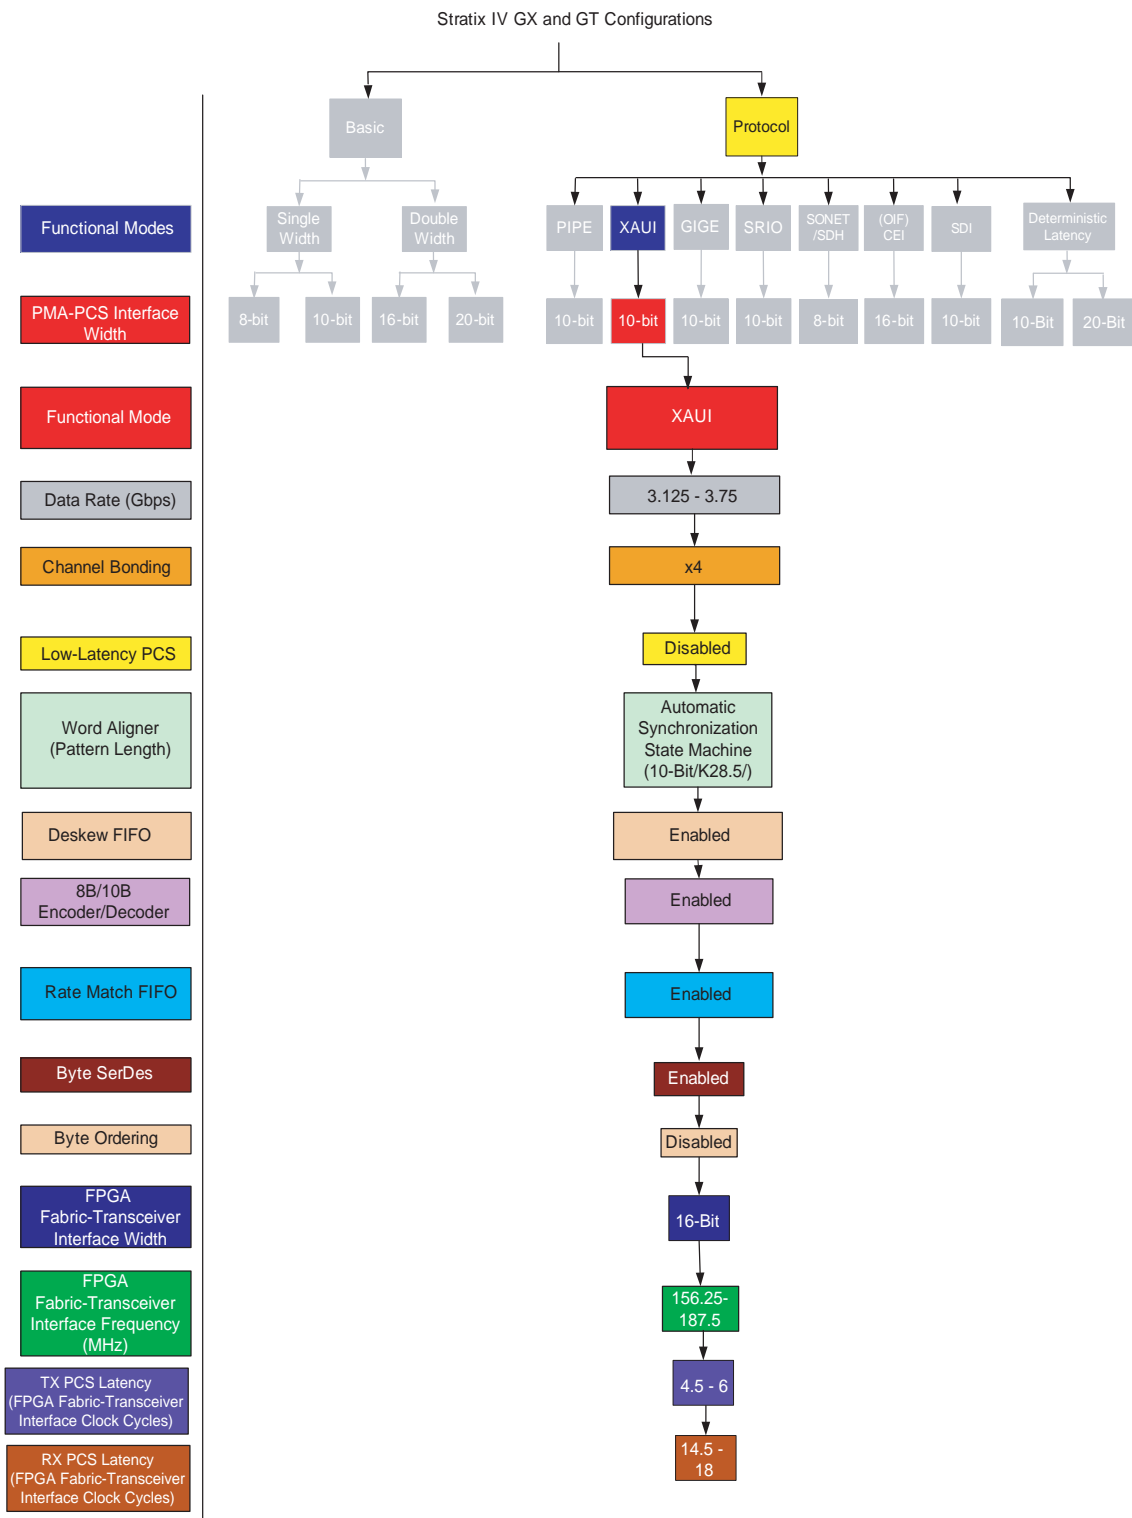 Stratix IV GX and GT Configurations
Basic
Protocol
Functional Modes
Single
Width
Double
Width
PIPE
XAUI
GIGE
SRIO
SONET
/SDH
(OIF)
CEI
SDI
Deterministic
Latency
PMA-PCS Interface
Width
8-bit
10-bit
16-bit
20-bit
10-bit
10-bit
10-bit
10-bit
8-bit
16-bit
10-bit
10-Bit
20-Bit
Functional Mode
XAUI
Data Rate (Gbps)
3.125 - 3.75
Channel Bonding
x4
Low-Latency PCS
Disabled
Word Aligner
(Pattern Length)
Automatic
Synchronization
State Machine
(10-Bit/K28.5/)
Deskew FIFO
Enabled
8B/10B
Encoder/Decoder
Enabled
Rate Match FIFO
Enabled
Byte SerDes
Enabled
Byte Ordering
Disabled
FPGA
Fabric-Transceiver
Interface Width
16-Bit
FPGA
Fabric-Transceiver
Interface Frequency
(MHz)
156.25-
187.5
TX PCS Latency
(FPGA Fabric-Transceiver
Interface Clock Cycles)
4.5 - 6
RX PCS Latency
(FPGA Fabric-Transceiver
Interface Clock Cycles)
14.5 -
18